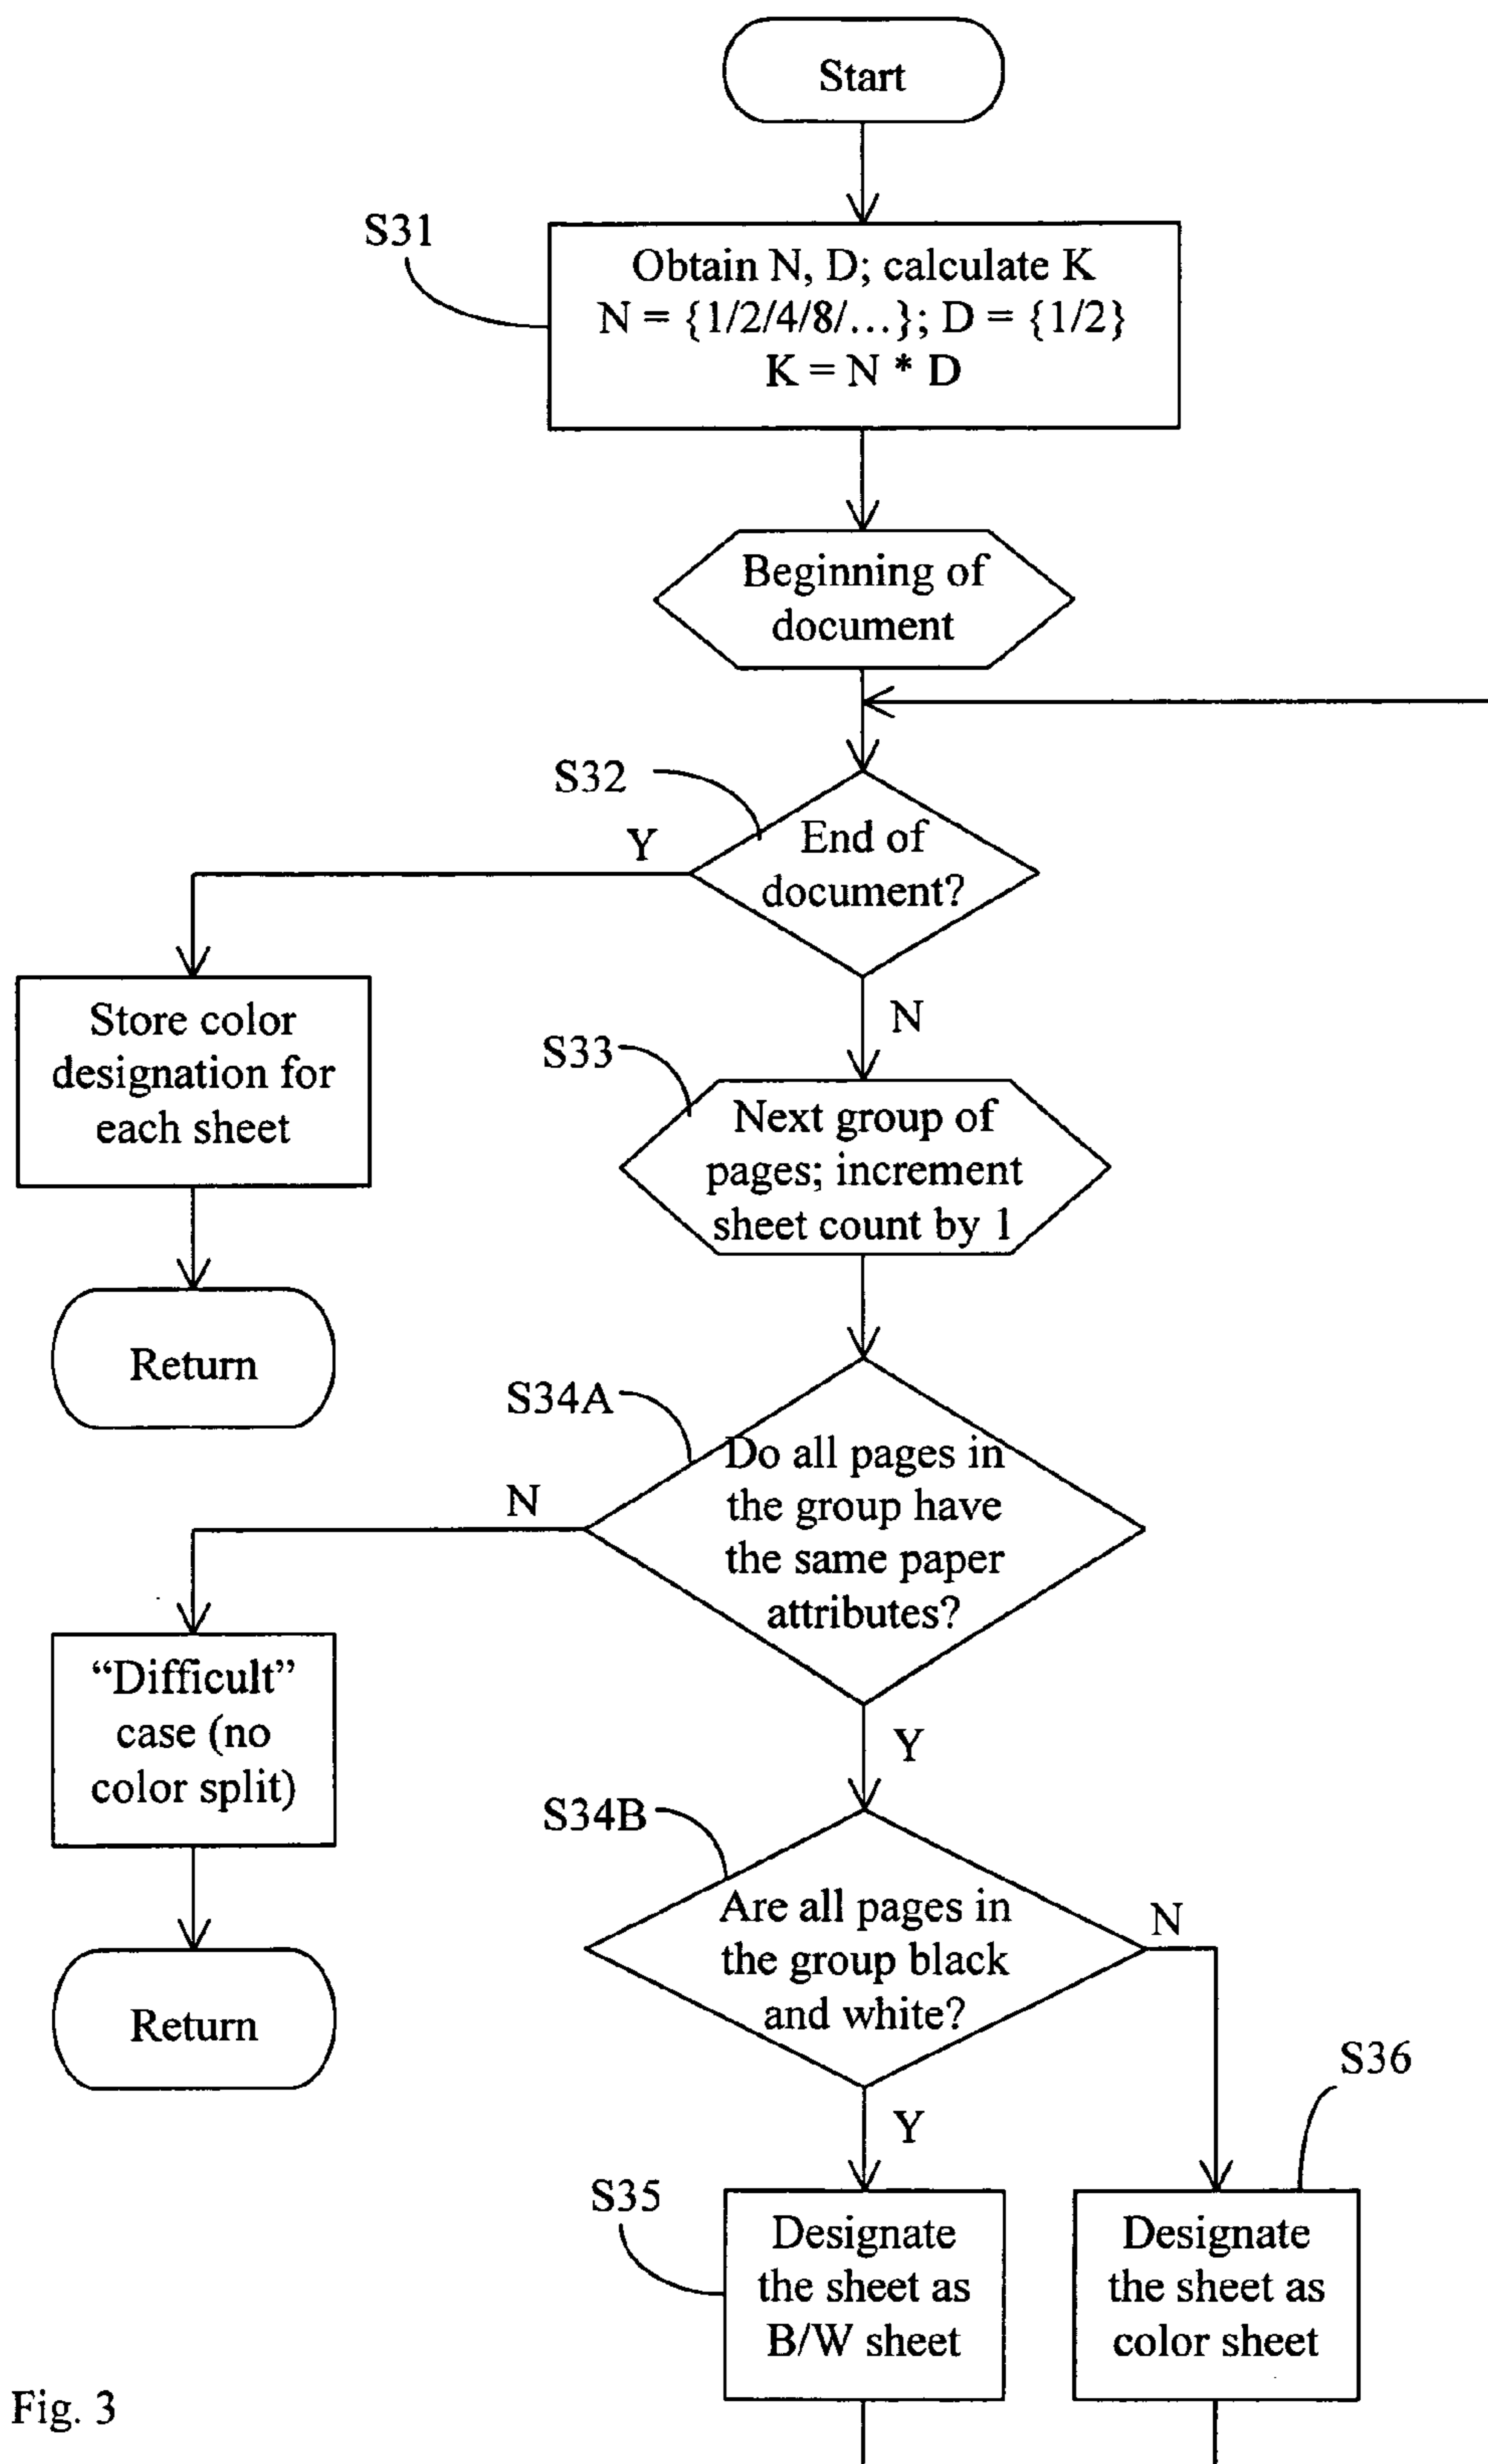 Start
S31
Obtain N, D; calculate K
N = {1/2/4/8/...}; D = {1/2}
K = N * D
Beginning of
document
S32
Y
End of
document?
N
Store color
designation for
each sheet
S33
Next group of
pages; increment
sheet count by 1
Return
S34A
N
Do all pages in
the group have
the same paper
attributes?
Y
“Difficult”
case (no
color split)
S34B
Are all pages in
the group black
and white?
N
Return
S36
Y
S35
Designate
the sheet as
B/W sheet
Designate
the sheet as
color sheet
Fig. 3